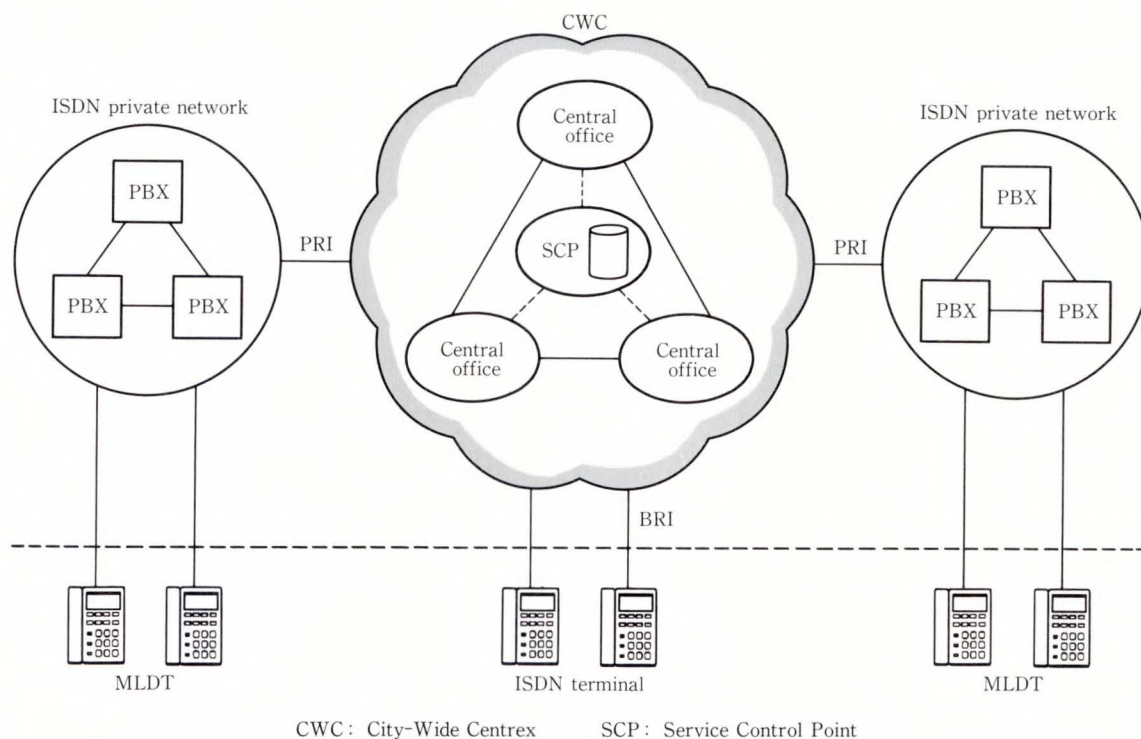 CWC
ISDN private network
ISDN private network
Central
office
PBX
PBX
PRI
SCP
PRI
PBX
PBX
PBX
PBX
Central
office
Central
office
BRI
MLDT
ISDN terminal
MLDT
CWC : City-Wide Centrex
SCP : Service Control Point